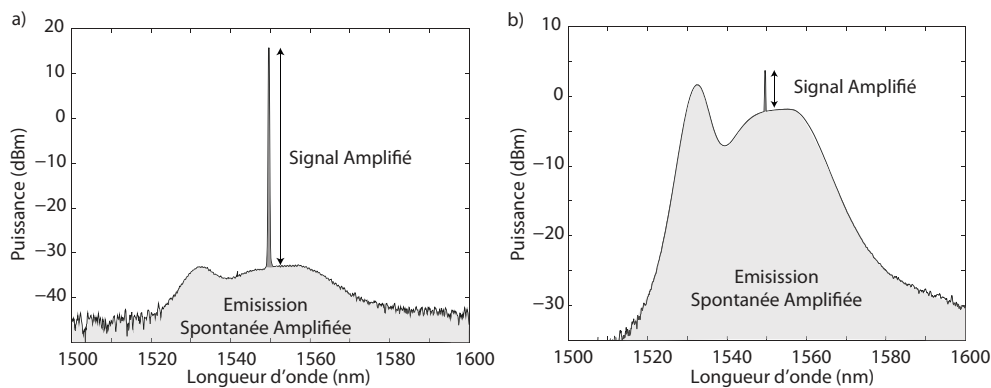 a)
20
10
0
−10
−20
−30
−40
Puissance (dBm)
Signal Amplifié
Emisission
Spontanée Amplifiée
1500 1520 1540 1560 1580 1600
Longueur d'onde (nm)
b)
10
0
−10
−20
−30
Puissance (dBm)
Signal Amplifié
Emisission
Spontanée Amplifiée
1500 1520 1540 1560 1580 1600
Longueur d'onde (nm)